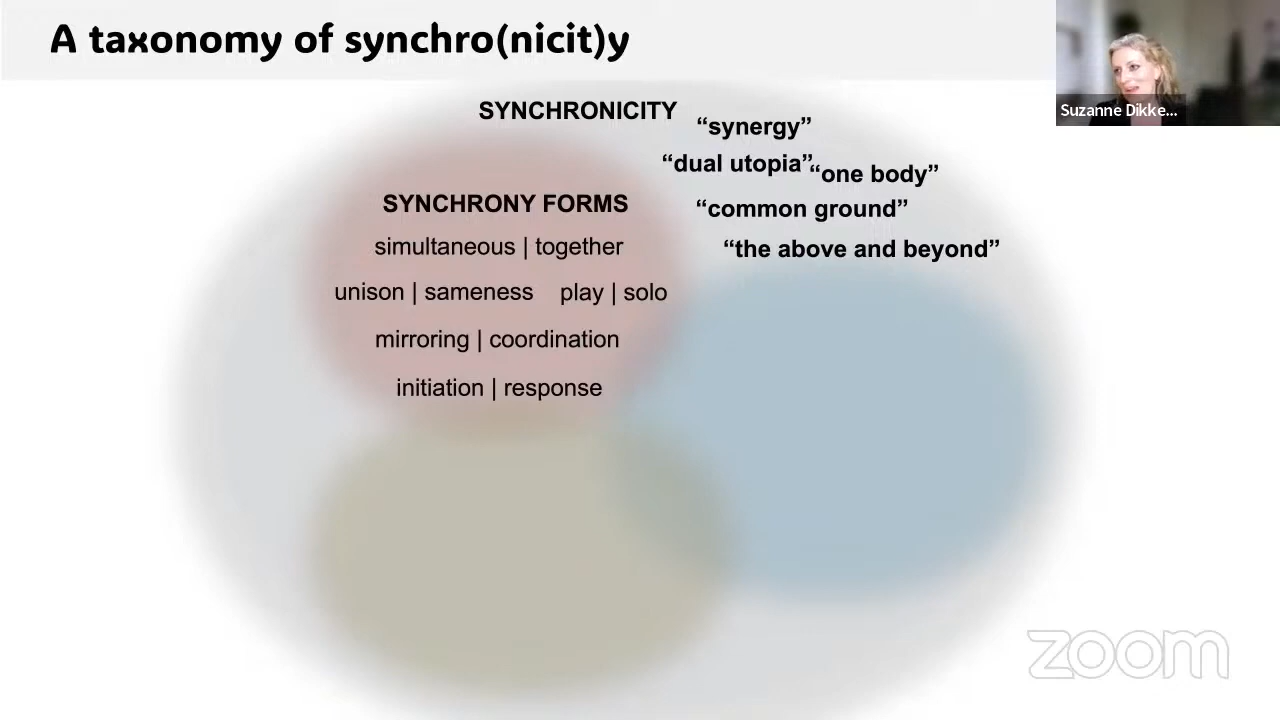 A taxonomy of synchro(nicit)y
Suzanne Dikke...
SYNCHRONICITY
“synergy”
“dual utopia”
“one body”
“common ground”
“the above and beyond”
SYNCHRONY FORMS
simultaneous | together
unison | sameness play | solo
mirroring | coordination
initiation | response
zoom